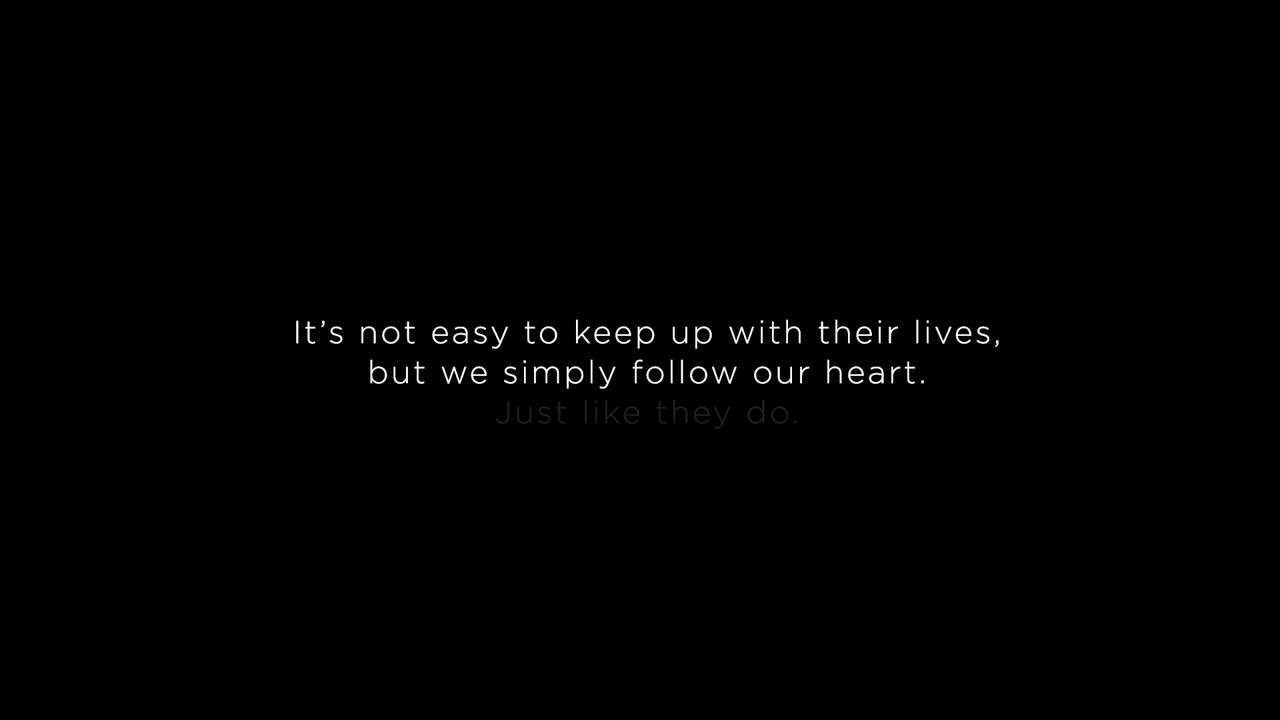 It’s not easy to keep up with their lives,
but we simply follow our heart.
Just like they do.